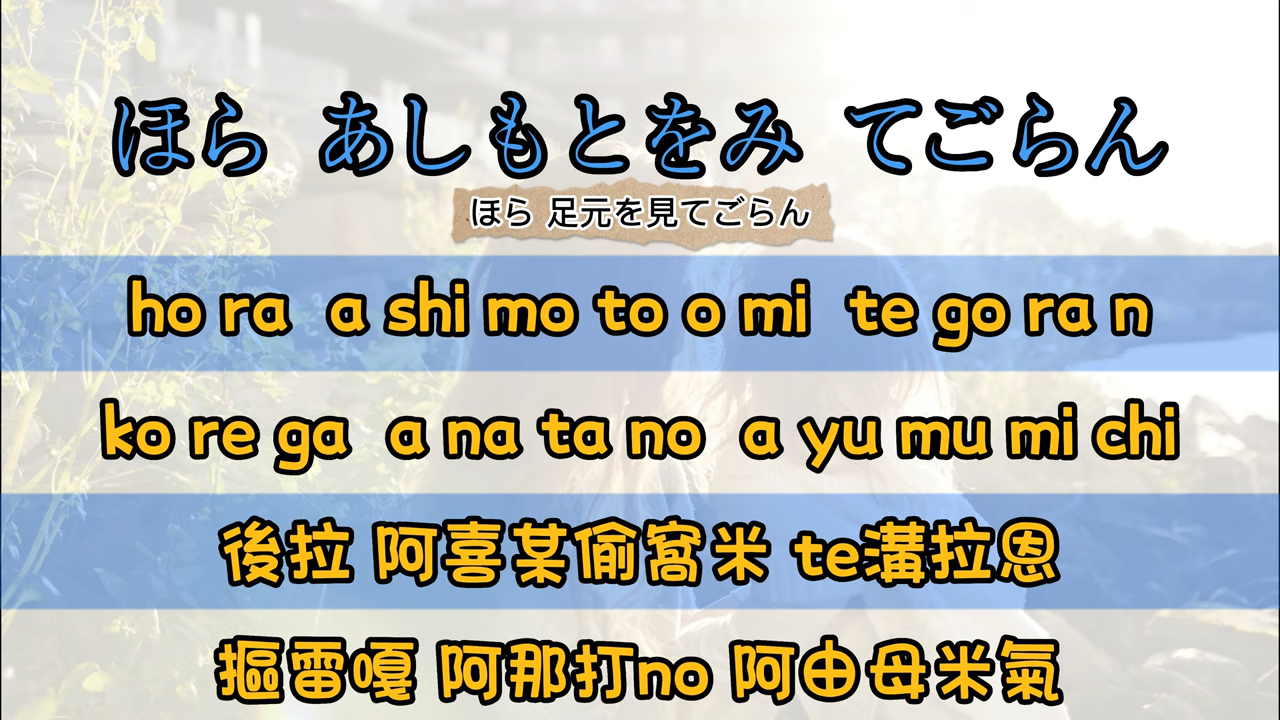 ほら あしもとをみ てごらん
ほら 足元を見てごらん
ho ra a shi mo to o mi te go ra n
ko re ga a na ta no a yu mu mi chi
後拉 阿喜某偷窩米 te溝拉恩
摳雷嘎 阿那打no 阿由母米氣